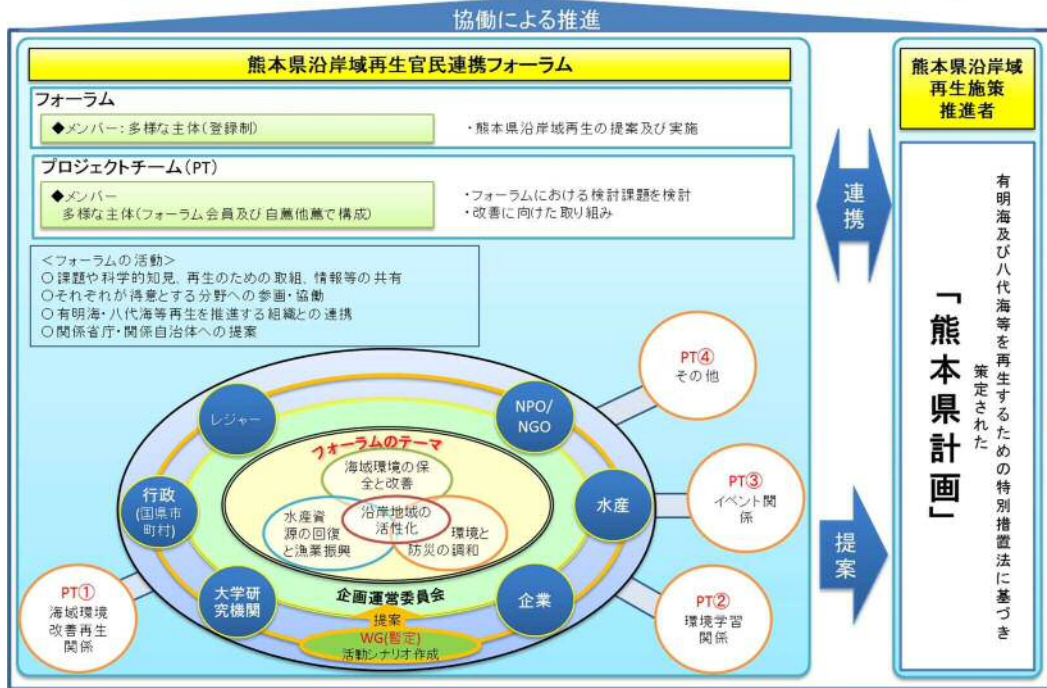 協働による推進
熊本県沿岸域再生官民連携フォーラム
フォーラム
◆メンバー：多様な主体(登録制)
・熊本県沿岸域再生の提案及び実施
プロジェクトチーム(PT)
◆メンバー
多様な主体(フォーラム会員及び自薦他薦で構成)
・フォーラムにおける検討課題を検討
・改善に向けた取り組み
＜フォーラムの活動＞
○課題や科学的知見、再生のための取組、情報等の共有
○それぞれが得意とする分野への参画・協働
○有明海・八代海等再生を推進する組織との連携
○関係省庁・関係自治体への提案
レジャー
NPO/
NGO
行政
(国県市
町村)
水産
大学研
究機関
企業
フォーラムのテーマ
海域環境の保
全と改善
水産資
源の回復
と漁業振興
沿岸地域の
活性化
環境と
防災の調和
企画運営委員会
提案
WG(暫定)
活動シナリオ作成
PT①
海域環境
改善再生
関係
PT④
その他
PT③
イベント関
係
PT②
環境学習
関係
連携
提案
熊本県沿岸域
再生施策
推進者
有明海及び八代海等を再生するための特別措置法に基づき
策定された
「熊本県計画」